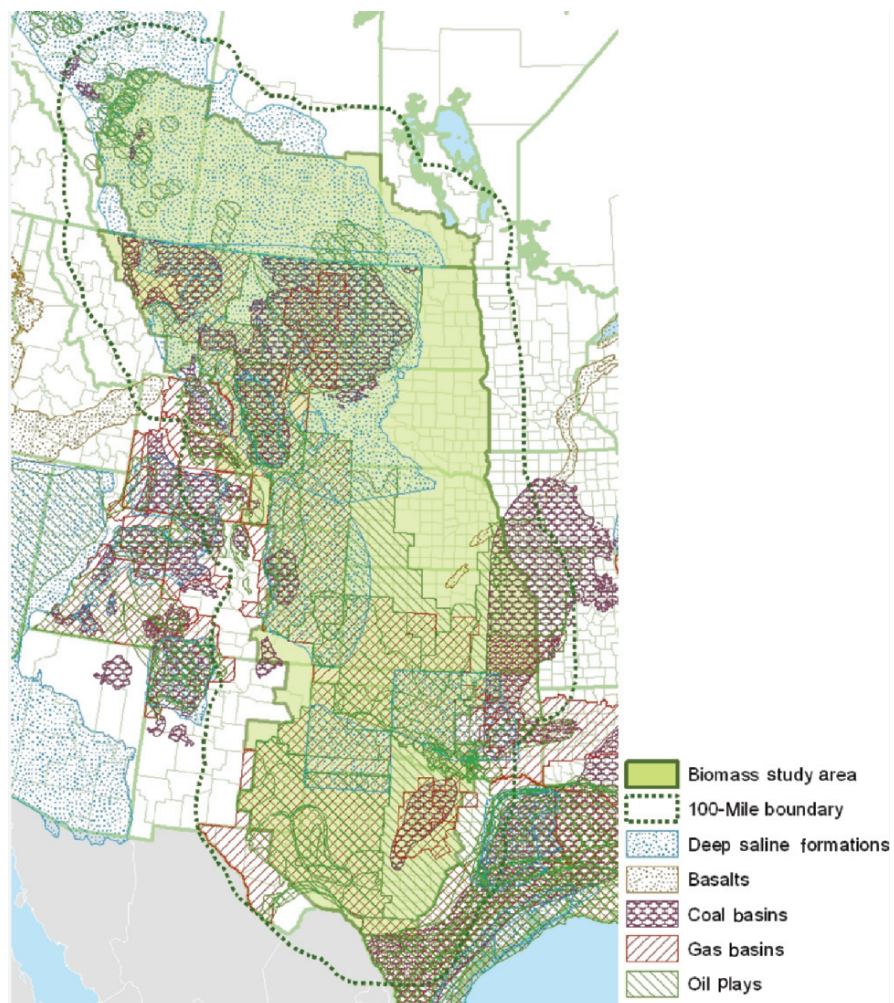 Biomass study area
100-Mile boundary
Deep saline formations
Basalts
Coal basins
Gas basins
Oil plays